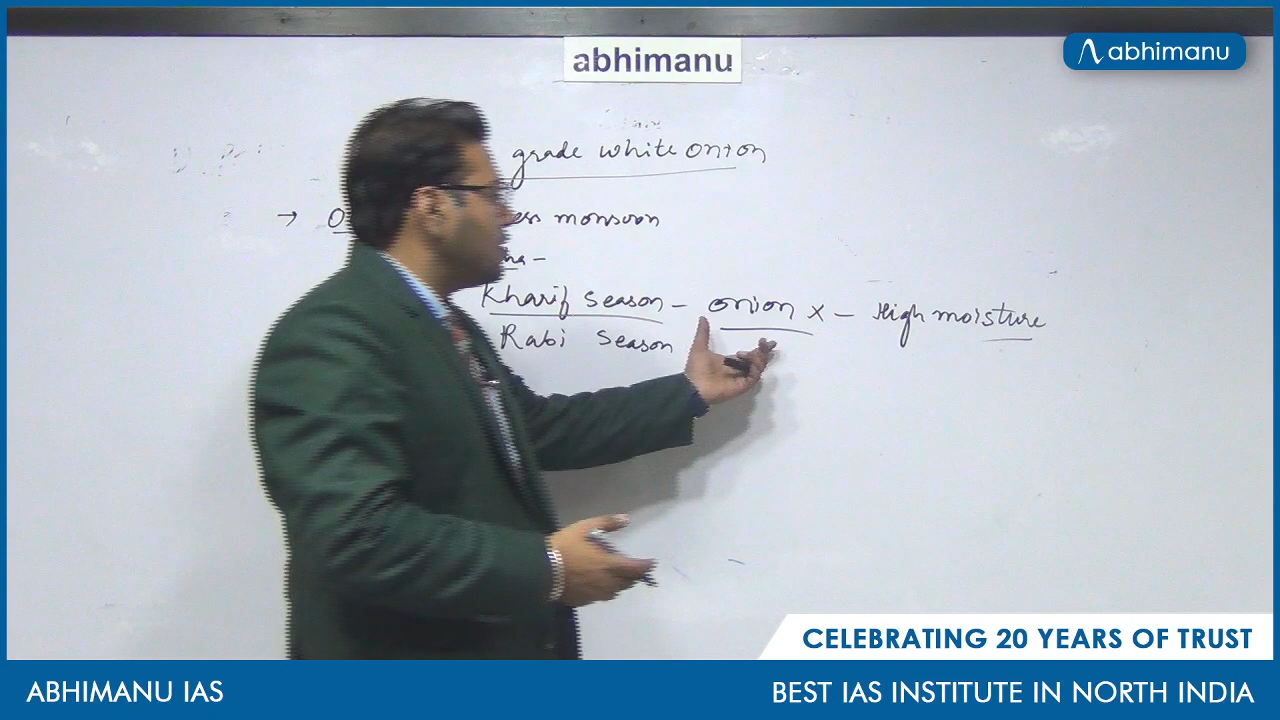 abhimanu
abhimanu
grade white onion
→ O monsoon
Kharif season - onion x - High moisture
Rabi season
CELEBRATING 20 YEARS OF TRUST
ABHIMANU IAS
BEST IAS INSTITUTE IN NORTH INDIA